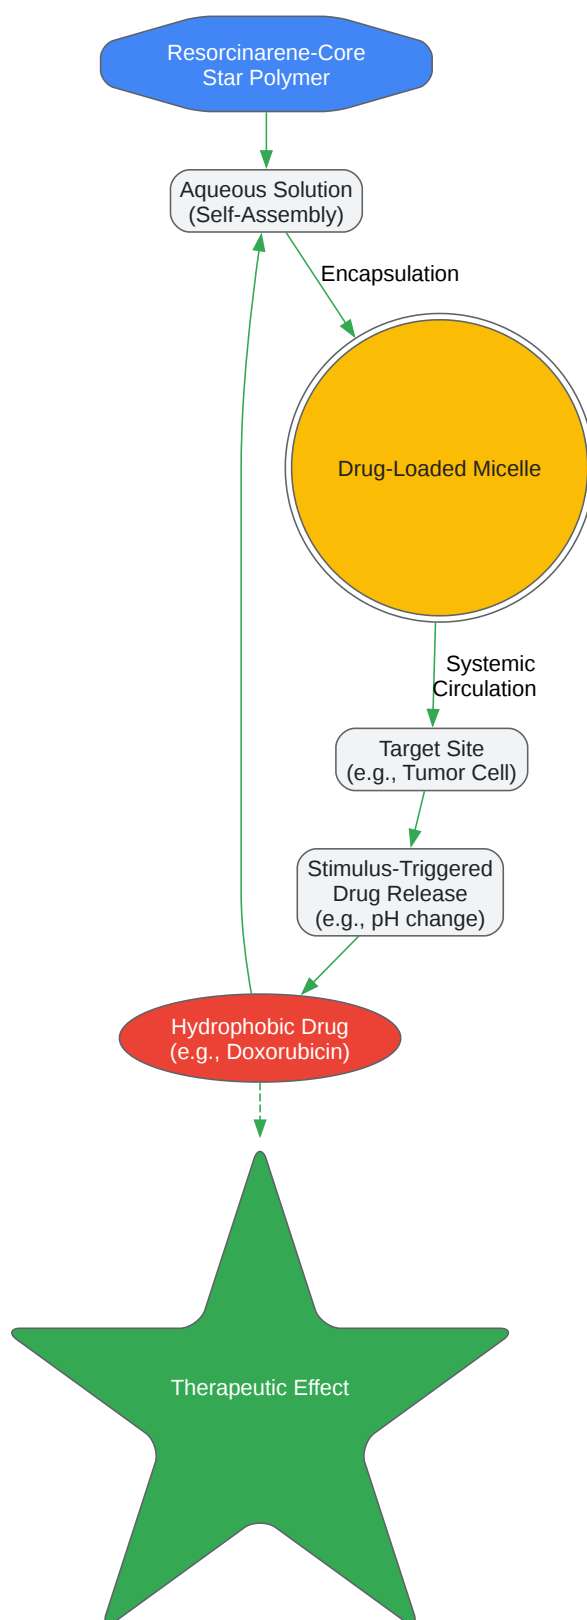 Resorcinarene-Core
Star Polymer
Aqueous Solution
(Self-Assembly)
Encapsulation
Drug-Loaded Micelle
Systemic
Circulation
Target Site
(e.g., Tumor Cell)
Stimulus-Triggered
Drug Release
(e.g., pH change)
Hydrophobic Drug
(e.g., Doxorubicin)
Therapeutic Effect